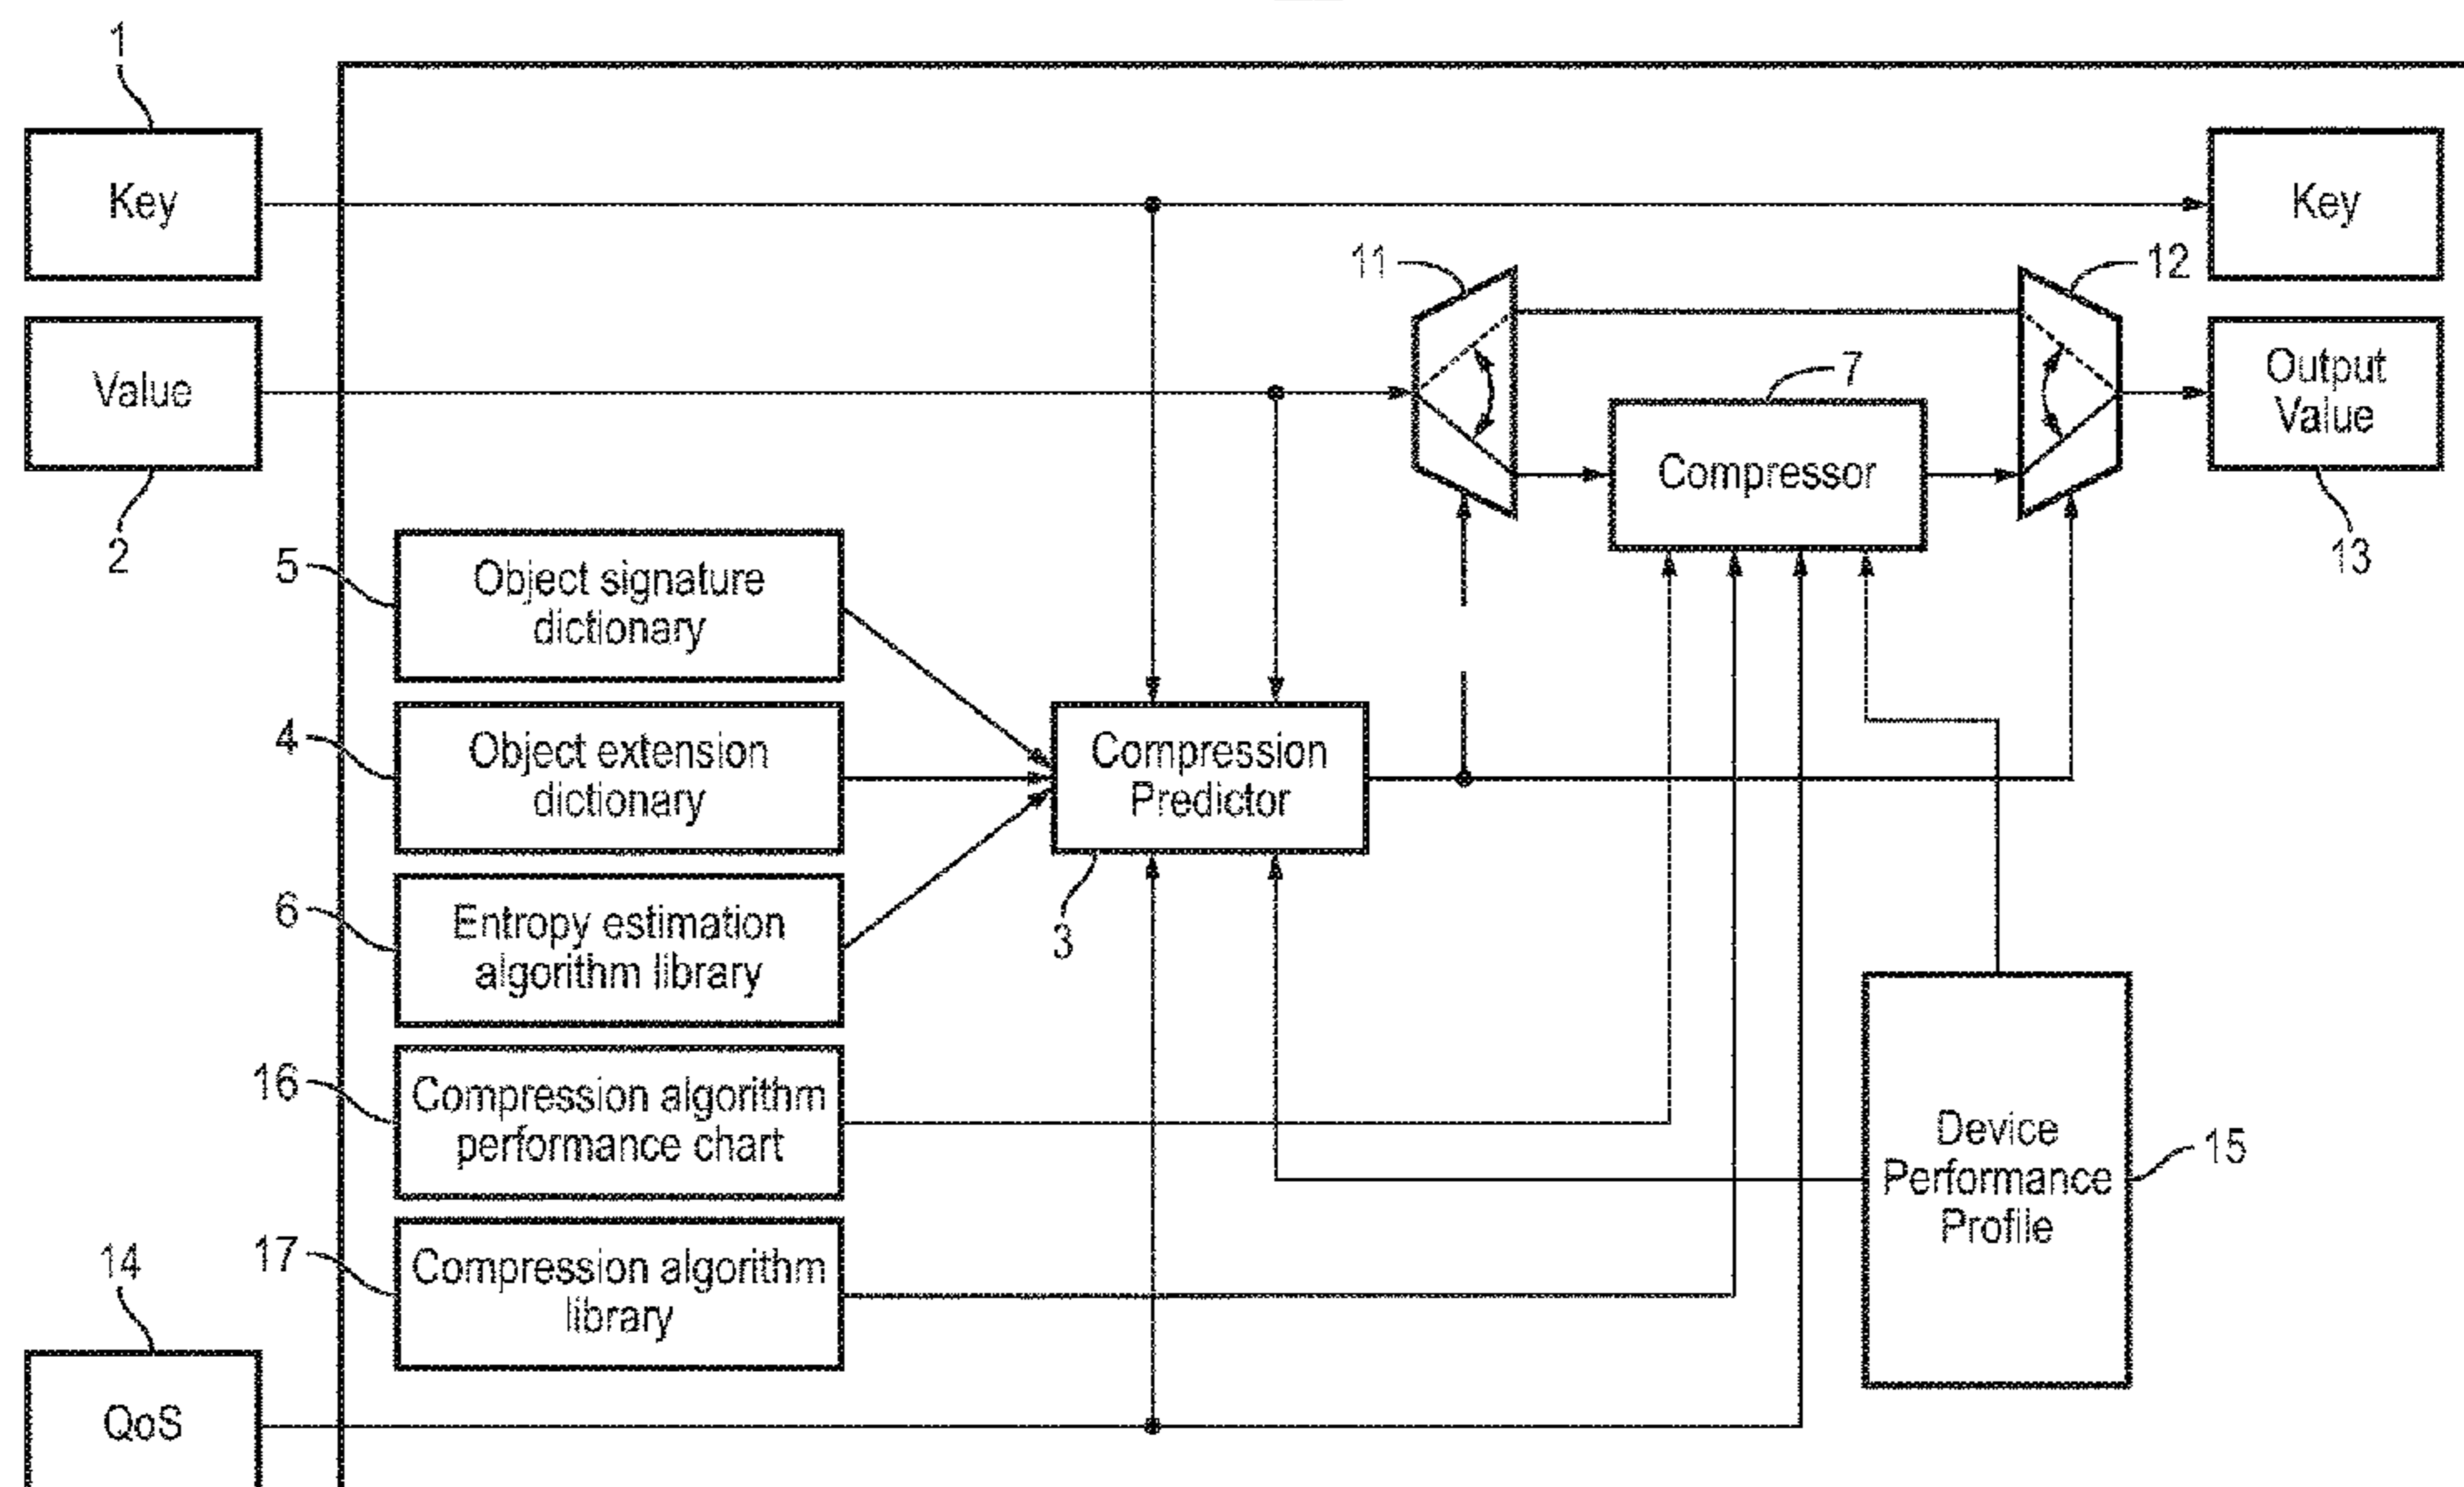 1
Key
Key
11
12
Value
7
Output
Value
Compressor
2
13
5
Object signature
dictionary
4
Object extension
dictionary
Compression
Predictor
6
Entropy estimation
algorithm library
3
16
Compression algorithm
performance chart
Device
Performance
Profile
15
17
Compression algorithm
library
14
QoS